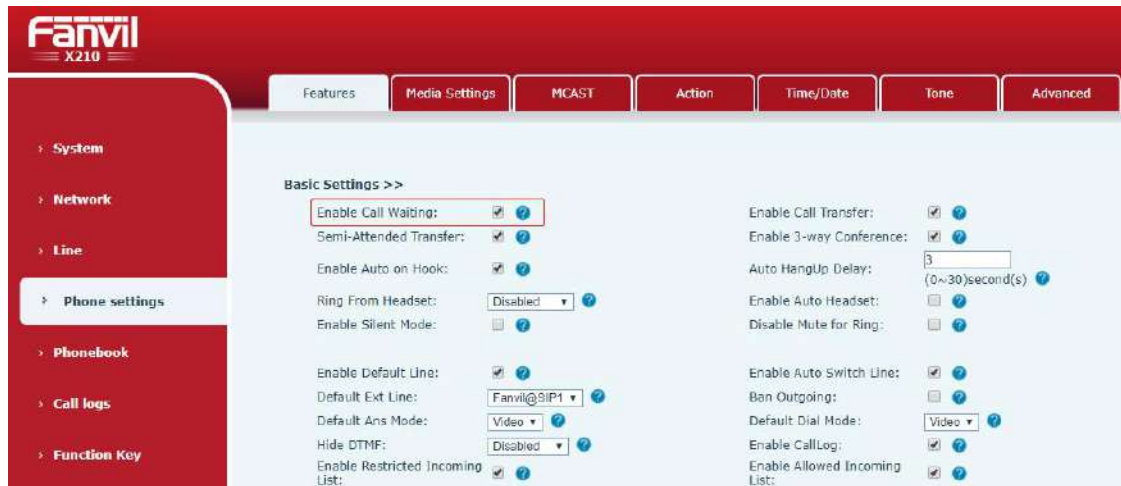 Fanvil
X210
Features Media Settings MCAST Action Time/Date Tone Advanced
› System
› Network
› Line
› Phone settings
› Phonebook
› Call logs
› Function Key
Basic Settings >>
Enable Call Waiting: ? Enable Call Transfer: ?
Semi-Attended Transfer: ? Enable 3-way Conference: ?
Enable Auto on Hook: ? Auto HangUp Delay: 3
(0~30)second(s) ?
Ring From Headset: Disabled ? Enable Auto Headset: ?
Enable Silent Mode: ? Disable Mute for Ring: ?
Enable Default Line: ? Enable Auto Switch Line: ?
Default Ext Line: Fanvil@SIP1 ? Ban Outgoing: ?
Default Ans Mode: Video ? Default Dial Mode: Video ?
Hide DTMF: Disabled ? Enable CallLog: ?
Enable Restricted Incoming
List: ? Enable Allowed Incoming
List: ?